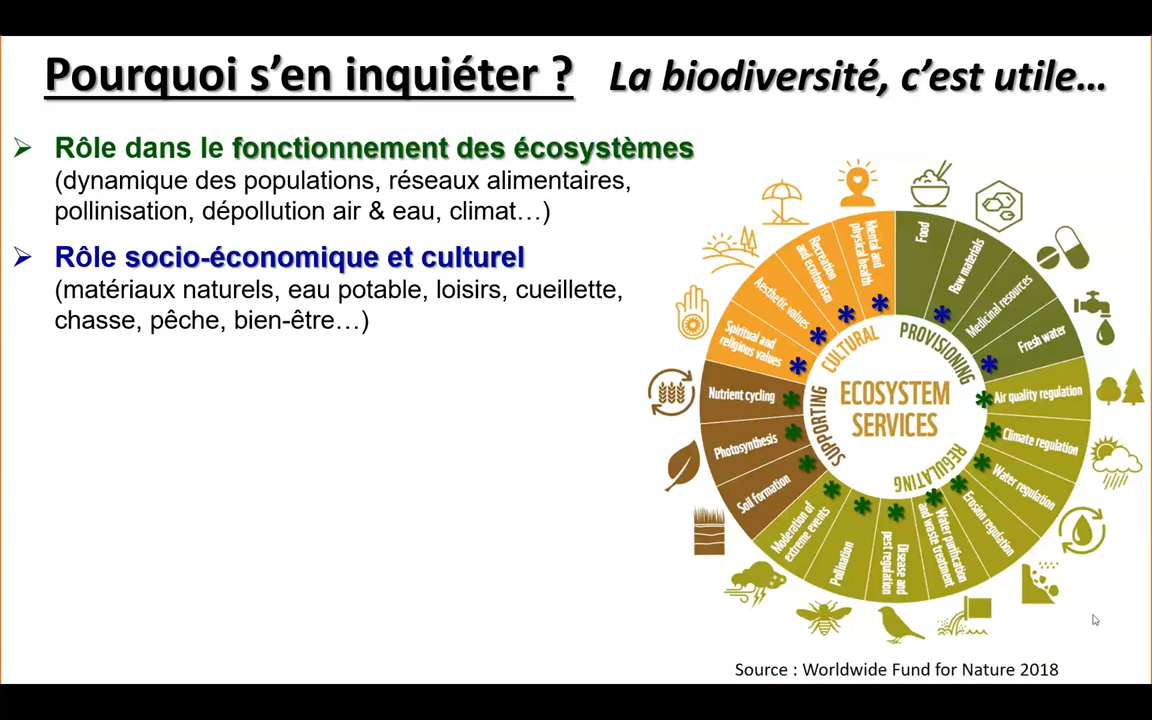 Pourquoi s’en inquiéter ? La biodiversité, c’est utile…
Rôle dans le fonctionnement des écosystèmes
(dynamique des populations, réseaux alimentaires,
pollinisation, dépollution air & eau, climat…)
Rôle socio-économique et culturel
(matériaux naturels, eau potable, loisirs, cueillette,
chasse, pêche, bien-être…)
ECOSYSTEM
SERVICES
PROVISIONING
Food
Raw materials
Medicinal resources
Fresh water
REGULATING
Air quality regulation
Climate regulation
Water regulation
Erosion regulation
Water purification
and waste treatment
Disease and
pest regulation
Pollination
Moderation of
extreme events
SUPPORTING
Soil formation
Photosynthesis
Nutrient cycling
CULTURAL
Spiritual and
religious values
Aesthetic values
Recreation
and ecotourism
Mental and
physical health
Source : Worldwide Fund for Nature 2018